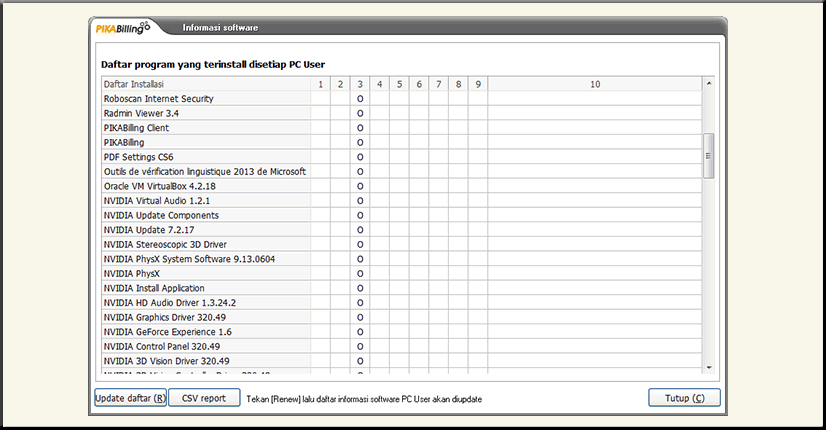 PIKABilling
Informasi software
Daftar program yang terinstall disetiap PC User
Daftar Installasi 1 2 3 4 5 6 7 8 9 10
Roboscan Internet Security O
Radmin Viewer 3.4 O
PIKABilling Client O
PIKABilling O
PDF Settings CS6 O
Outils de vérification linguistique 2013 de Microsoft O
Oracle VM VirtualBox 4.2.18 O
NVIDIA Virtual Audio 1.2.1 O
NVIDIA Update Components O
NVIDIA Update 7.2.17 O
NVIDIA Stereoscopic 3D Driver O
NVIDIA PhysX System Software 9.13.0604 O
NVIDIA PhysX O
NVIDIA Install Application O
NVIDIA HD Audio Driver 1.3.24.2 O
NVIDIA Graphics Driver 320.49 O
NVIDIA GeForce Experience 1.6 O
NVIDIA Control Panel 320.49 O
NVIDIA 3D Vision Driver 320.49 O
Update daftar (R) CSV report Tekan [Renew] lalu daftar informasi software PC User akan diupdate Tutup (C)